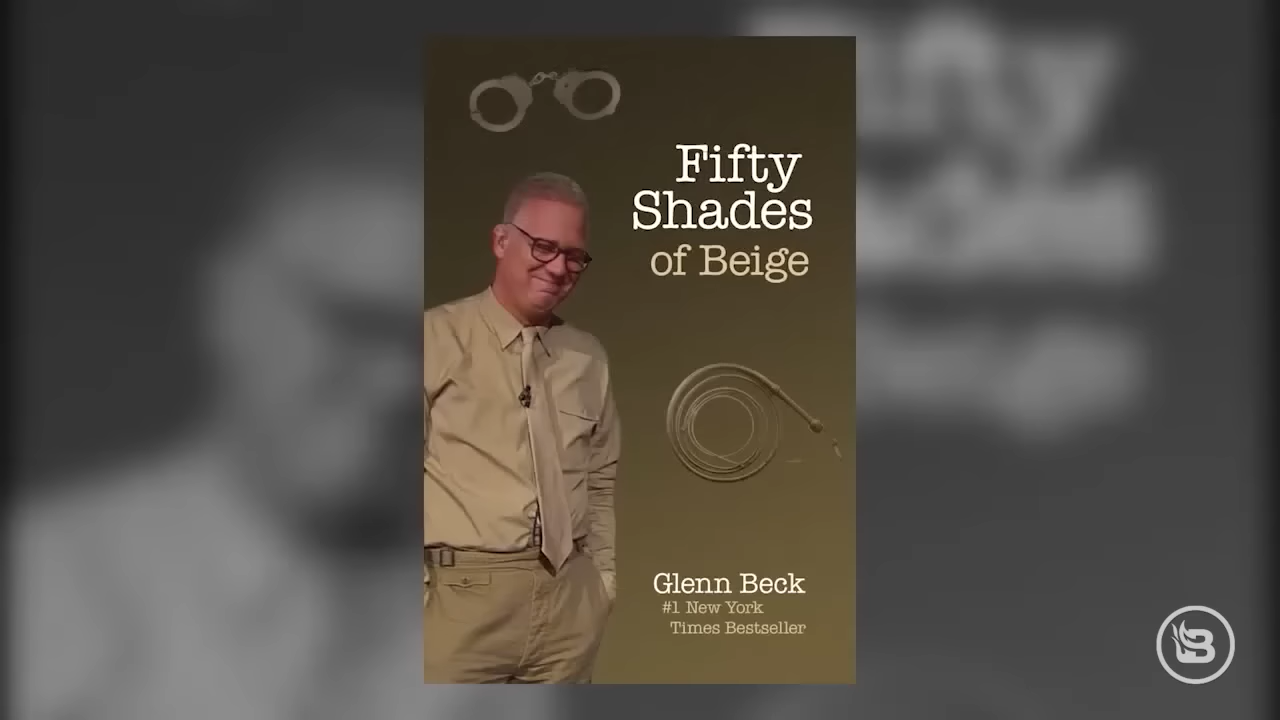 Fifty
Shades
of Beige
Glenn Beck
#1 New York
Times Bestseller
B